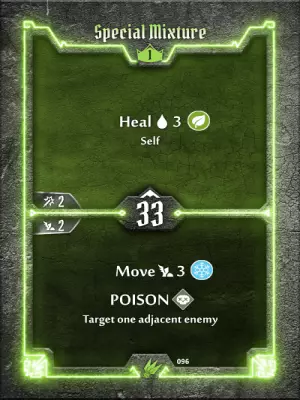 Special Mixture
1
Heal 3
Self
2
33
2
Move 3
POISON
Target one adjacent enemy
096